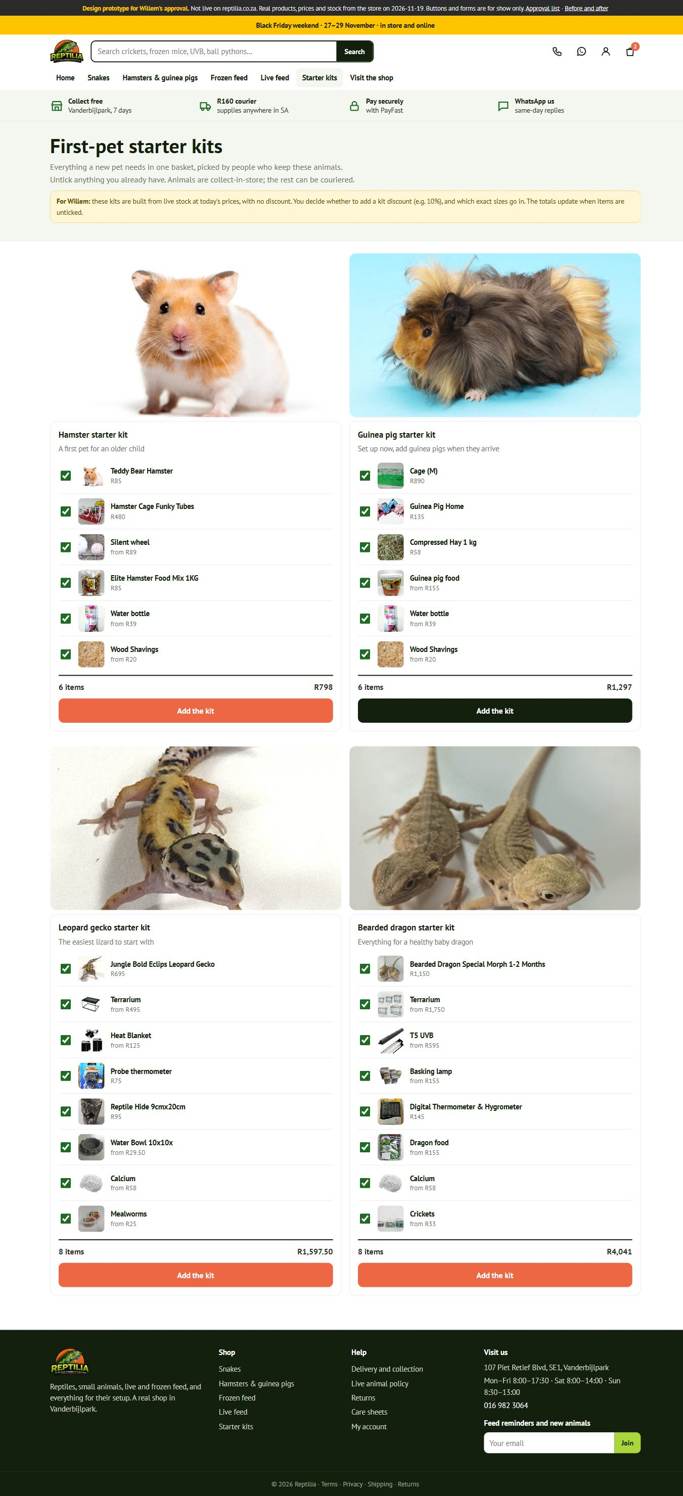 Design prototype for Willem's approval. Not live on reptilia.co.za. Real products, prices and stock from the store on 2026-11-19. Buttons and forms are for show only. Approval list · Before and after
Black Friday weekend · 27–29 November · in store and online
REPTILIA
Search crickets, frozen mice, UVB, ball pythons...
Search
2
Home
Snakes
Hamsters & guinea pigs
Frozen feed
Live feed
Starter kits
Visit the shop
Collect free
Vanderbijlpark, 7 days
R160 courier
supplies anywhere in SA
Pay securely
with PayFast
WhatsApp us
same-day replies
First-pet starter kits
Everything a new pet needs in one basket, picked by people who keep these animals.
Untick anything you already have. Animals are collect-in-store; the rest can be couriered.
For Willem: these kits are built from live stock at today's prices, with no discount. You decide whether to add a kit discount (e.g. 10%), and which exact sizes go in. The totals update when items are
unticked.
Hamster starter kit
A first pet for an older child
Teddy Bear Hamster
R85
Hamster Cage Funky Tubes
R480
Silent wheel
from R89
Elite Hamster Food Mix 1KG
R85
Water bottle
from R39
Wood Shavings
from R20
6 items
R798
Add the kit
Guinea pig starter kit
Set up now, add guinea pigs when they arrive
Cage (M)
R890
Guinea Pig Home
R135
Compressed Hay 1 kg
R58
Guinea pig food
from R155
Water bottle
from R39
Wood Shavings
from R20
6 items
R1,297
Add the kit
Leopard gecko starter kit
The easiest lizard to start with
Jungle Bold Eclips Leopard Gecko
R695
Terrarium
from R495
Heat Blanket
from R125
Probe thermometer
R75
Reptile Hide 9cmx20cm
R95
Water Bowl 10x10x
from R29.50
Calcium
from R58
Mealworms
from R25
8 items
R1,597.50
Add the kit
Bearded dragon starter kit
Everything for a healthy baby dragon
Bearded Dragon Special Morph 1-2 Months
R1,150
Terrarium
from R1,750
T5 UVB
from R595
Basking lamp
from R155
Digital Thermometer & Hygrometer
R145
Dragon food
from R155
Calcium
from R58
Crickets
from R33
8 items
R4,041
Add the kit
REPTILIA
Reptiles, small animals, live and frozen feed, and
everything for their setup. A real shop in
Vanderbijlpark.
Shop
Snakes
Hamsters & guinea pigs
Frozen feed
Live feed
Starter kits
Help
Delivery and collection
Live animal policy
Returns
Care sheets
My account
Visit us
107 Piet Retief Blvd, SE1, Vanderbijlpark
Mon–Fri 8:00–17:30 · Sat 8:00–14:00 · Sun
8:30–13:00
016 982 3064
Feed reminders and new animals
Your email
Join
© 2026 Reptilia · Terms · Privacy · Shipping · Returns